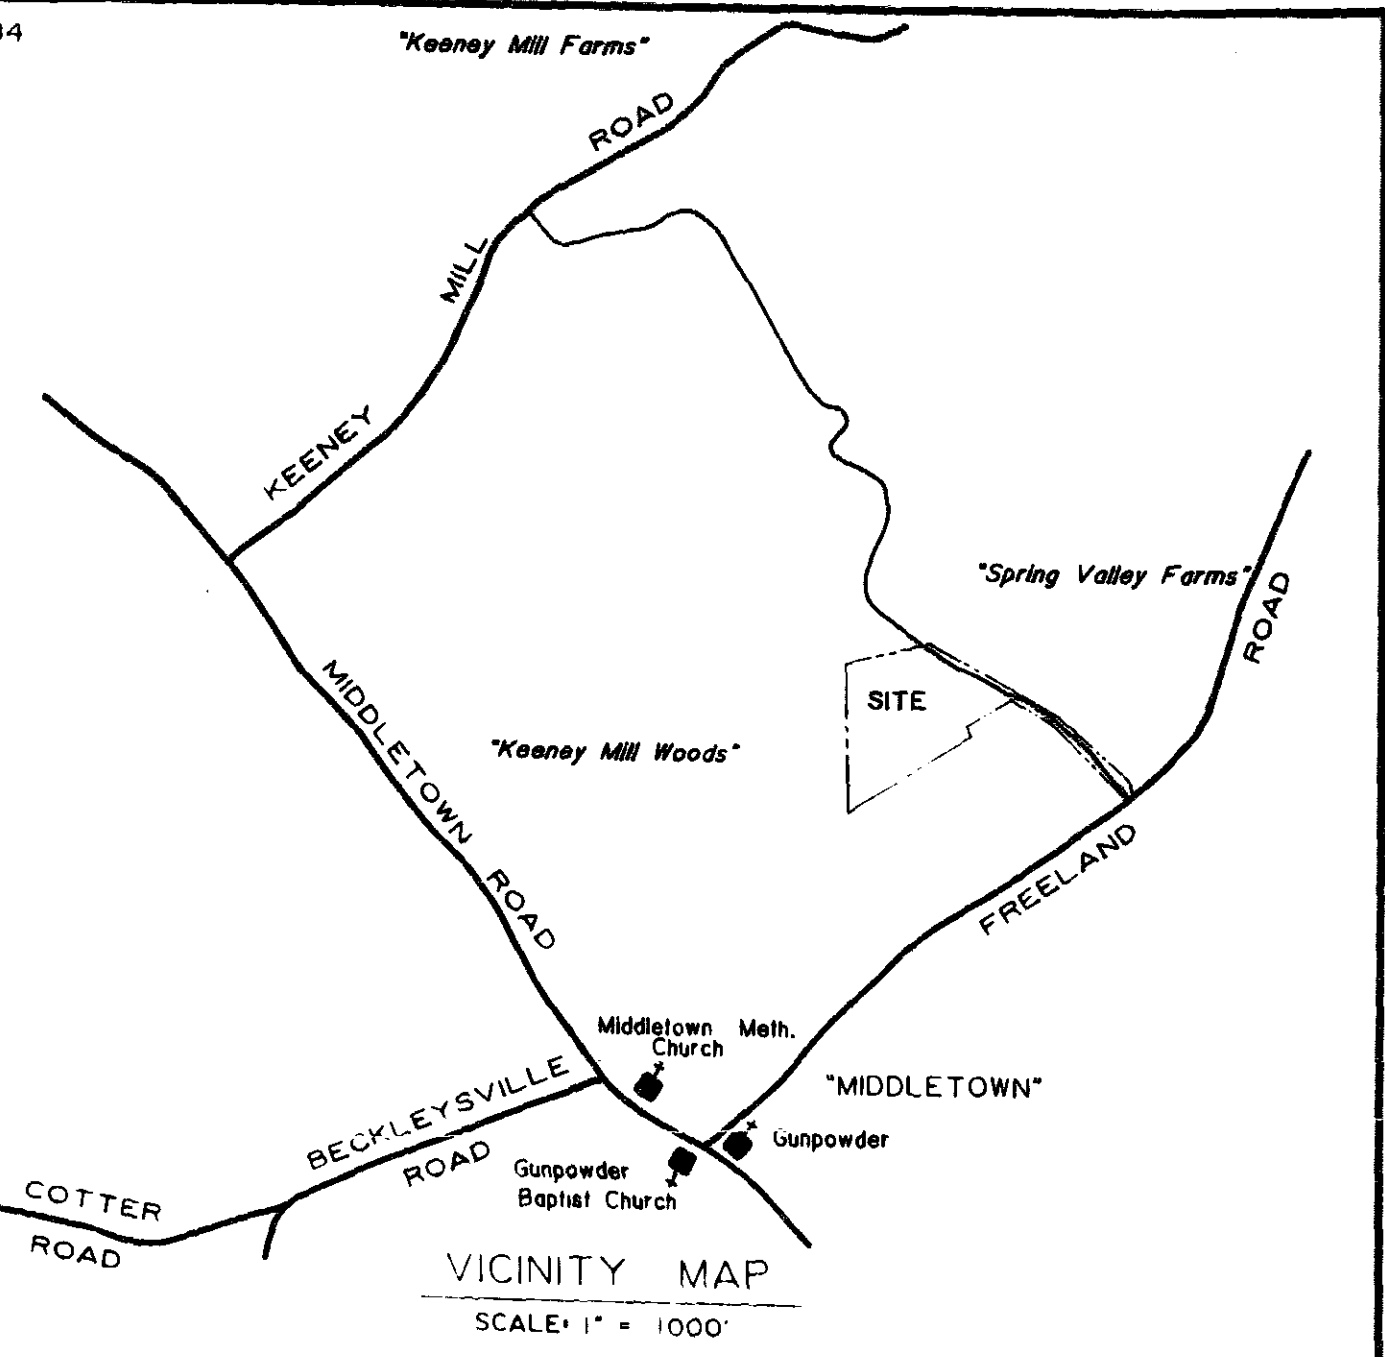 "Keeney Mill Farms"
ROAD
MILL
KEENEY
"Spring Valley Farms"
ROAD
MIDDLETOWN
ROAD
SITE
"Keeney Mill Woods"
FREELAND
Middletown Meth.
Church
"MIDDLETOWN"
Gunpowder
BECKLEYSVILLE
ROAD
Gunpowder
Baptist Church
COTTER
ROAD
VICINITY MAP
SCALE: 1" = 1000'